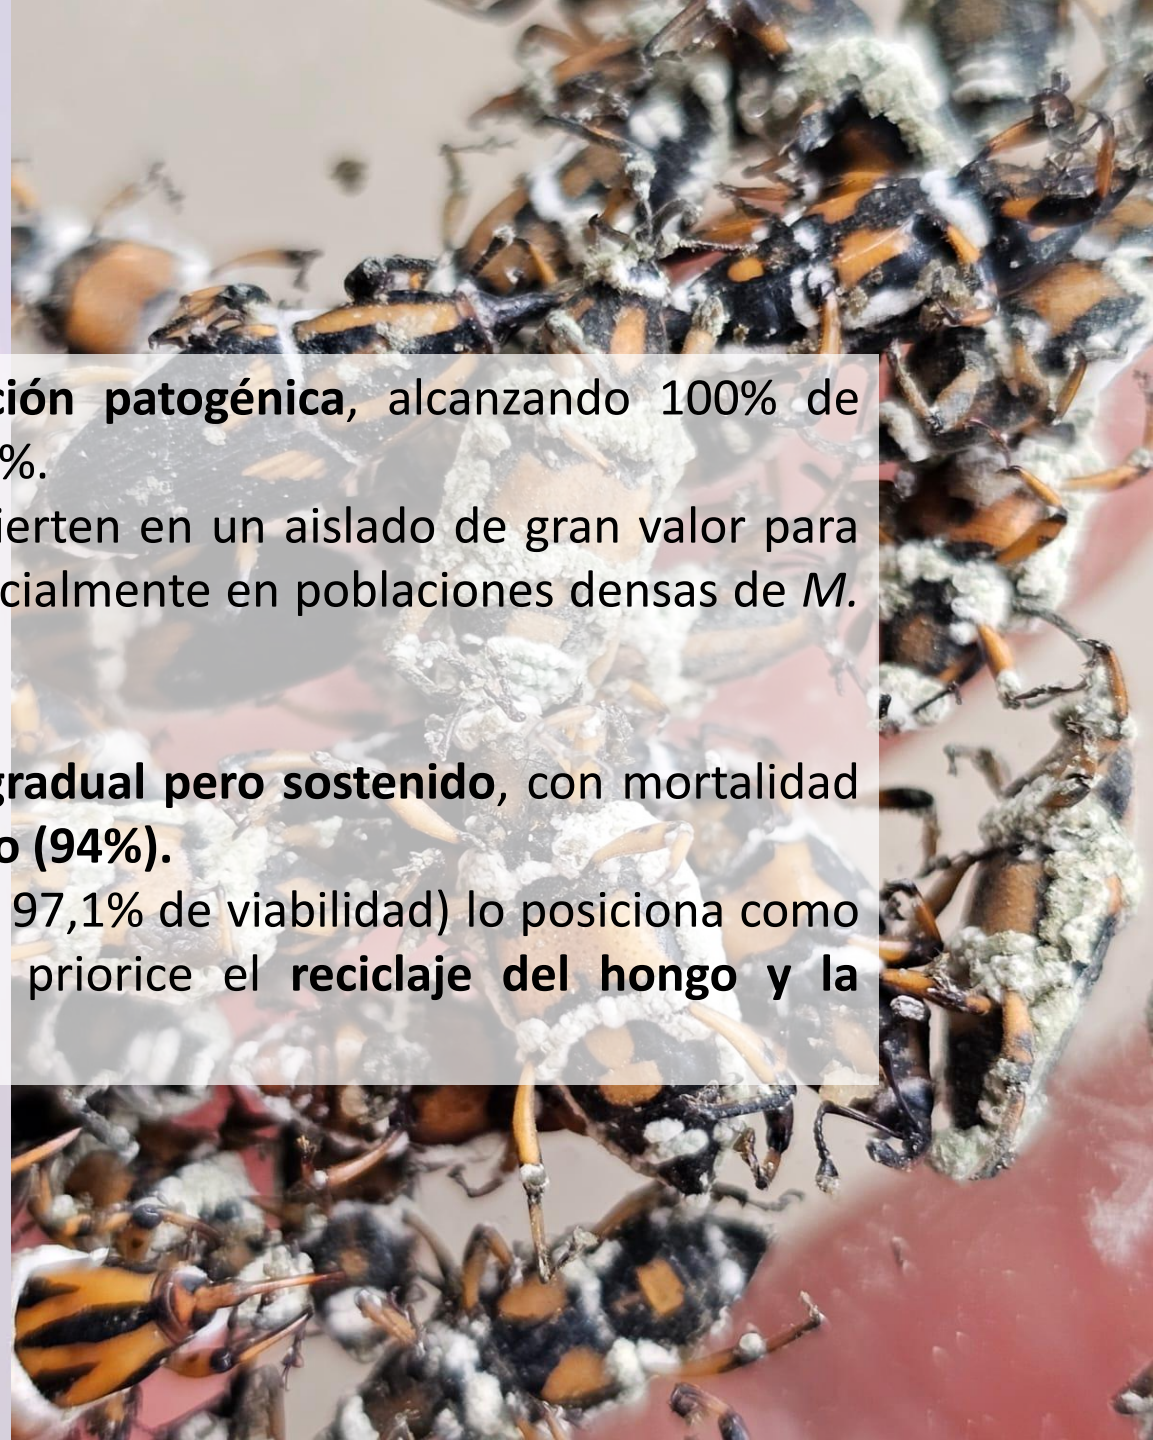 ción patogénica, alcanzando 100% de
%.
ierten en un aislado de gran valor para
cialmente en poblaciones densas de M.
gradual pero sostenido, con mortalidad
o (94%).
97,1% de viabilidad) lo posiciona como
priorice el reciclaje del hongo y la